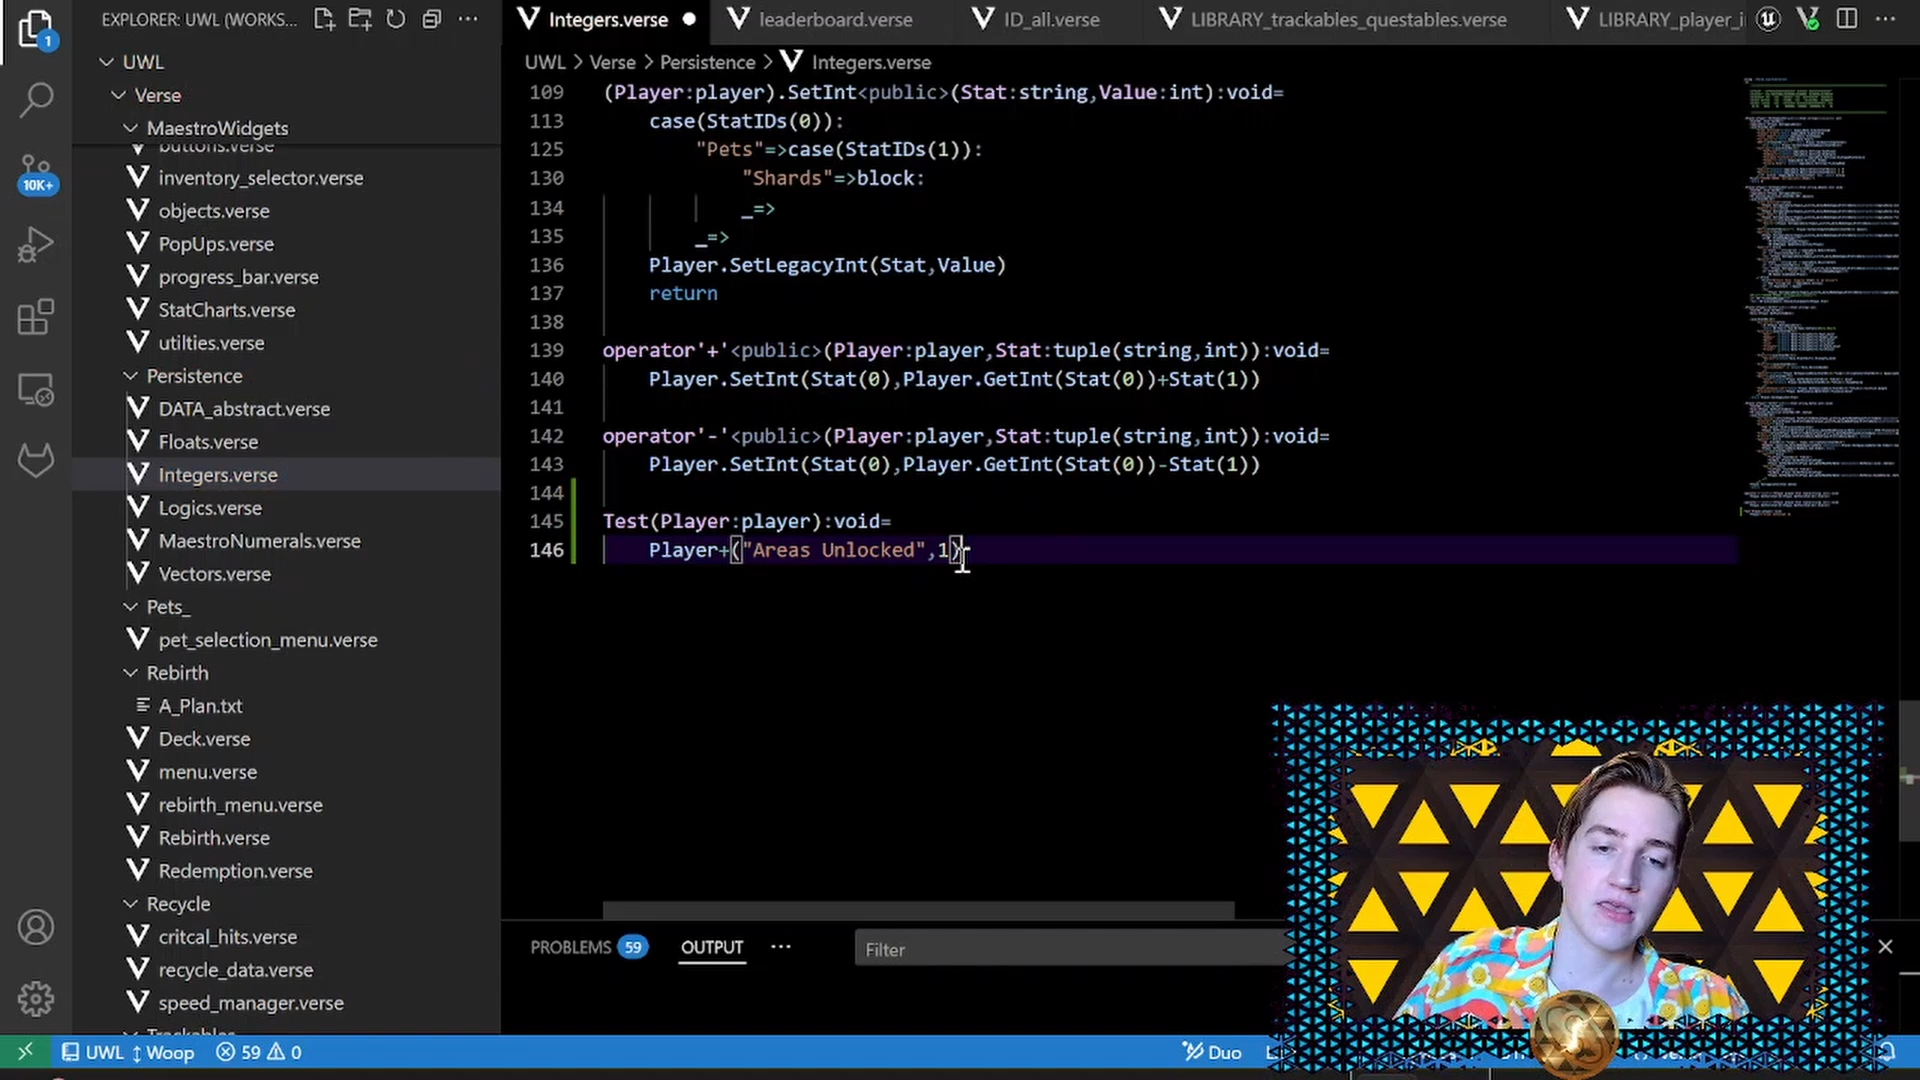 EXPLORER: UWL (WORKS...
1
UWL
Verse
MaestroWidgets
buttons.verse
inventory_selector.verse
objects.verse
PopUps.verse
progress_bar.verse
StatCharts.verse
utilties.verse
Persistence
DATA_abstract.verse
Floats.verse
Integers.verse
Logics.verse
MaestroNumerals.verse
Vectors.verse
Pets_
pet_selection_menu.verse
Rebirth
A_Plan.txt
Deck.verse
menu.verse
rebirth_menu.verse
Rebirth.verse
Redemption.verse
Recycle
critcal_hits.verse
recycle_data.verse
speed_manager.verse
Trackables
10K+
Integers.verse ● leaderboard.verse ID_all.verse LIBRARY_trackables_questables.verse LIBRARY_player_i
UWL > Verse > Persistence > Integers.verse
109 (Player:player).SetInt<public>(Stat:string,Value:int):void=
113 case(StatIDs(0)):
125 "Pets"=>case(StatIDs(1)):
130 "Shards"=>block:
134 _=>
135 _=>
136 Player.SetLegacyInt(Stat,Value)
137 return
138
139 operator'+'<public>(Player:player,Stat:tuple(string,int)):void=
140 Player.SetInt(Stat(0),Player.GetInt(Stat(0))+Stat(1))
141
142 operator'-'<public>(Player:player,Stat:tuple(string,int)):void=
143 Player.SetInt(Stat(0),Player.GetInt(Stat(0))-Stat(1))
144
145 Test(Player:player):void=
146 Player+("Areas Unlocked",1)
INTEGER
PROBLEMS 59 OUTPUT ··· Filter
UWL Woop 59 0 Duo